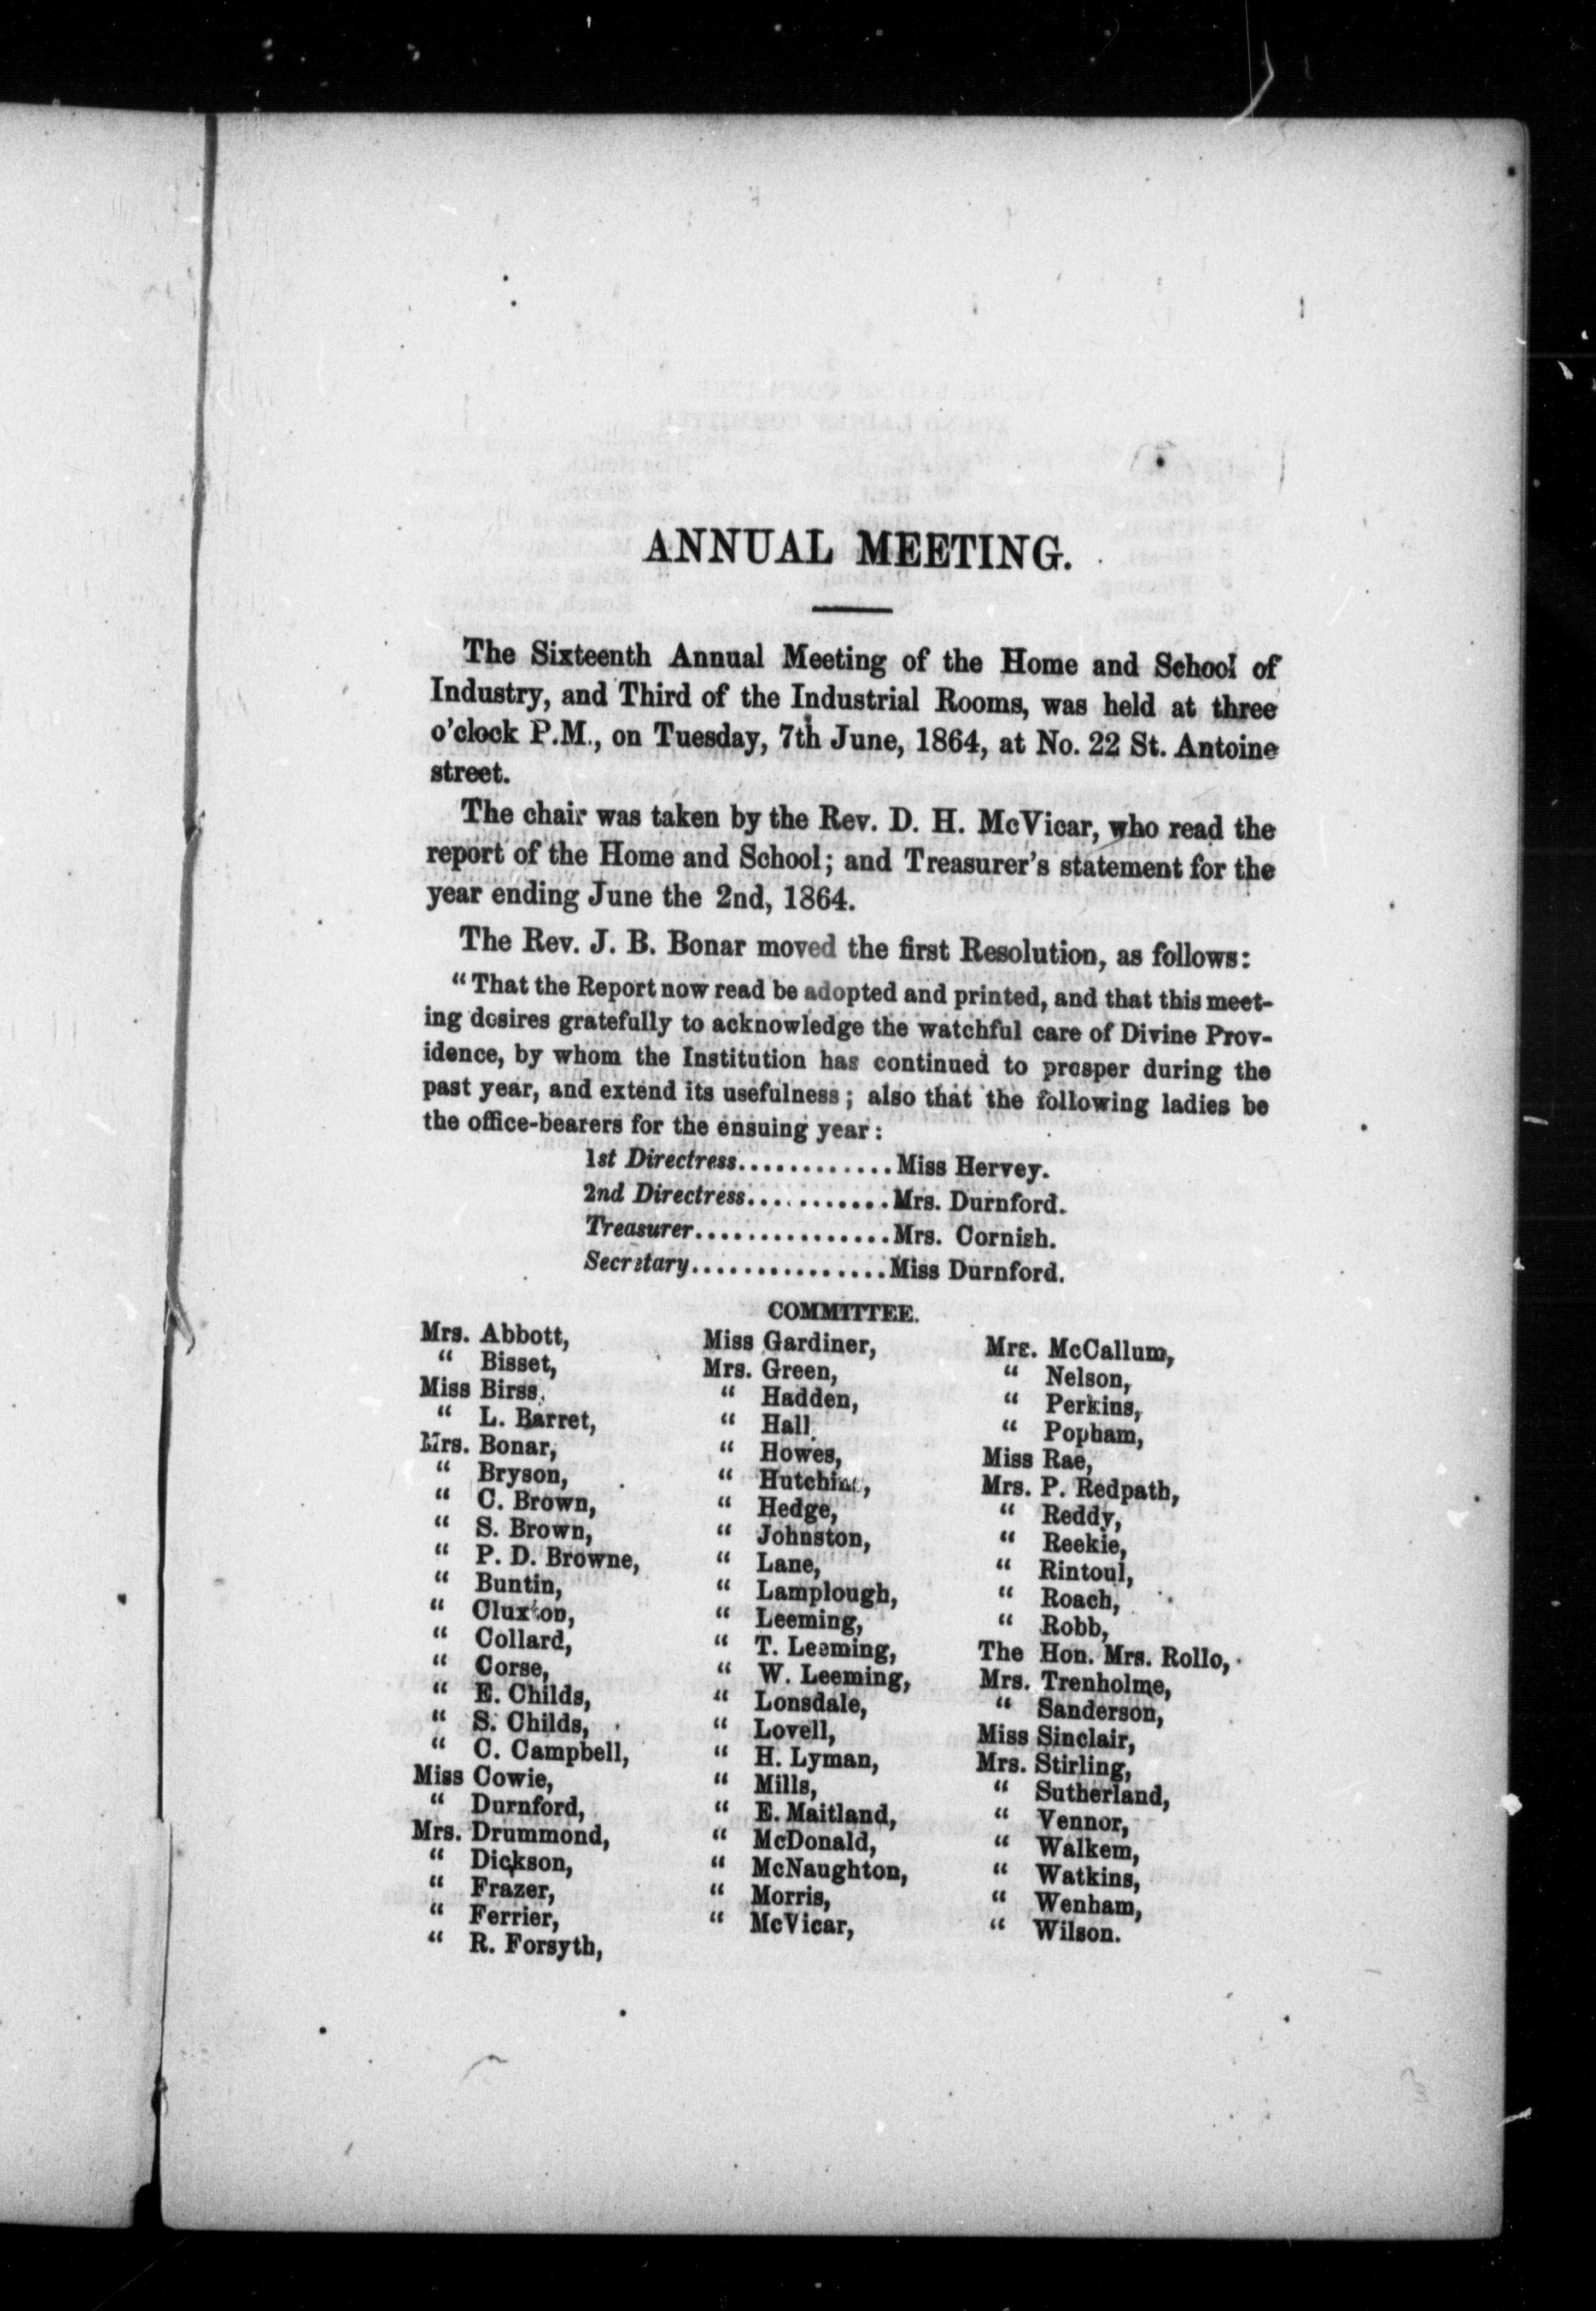 ANNUAL MEETING.
The Sixteenth Annual Meeting of the Home and School of
Industry, and Third of the Industrial Rooms, was held at three
o'clock P.M., on Tuesday, 7th June, 1864, at No. 22 St. Antoine
street.
The chair was taken by the Rev. D. H. McVicar, who read the
report of the Home and School; and Treasurer's statement for the
year ending June the 2nd, 1864.
The Rev. J. B. Bonar moved the first Resolution, as follows:
"That the Report now read be adopted and printed, and that this meet-
ing desires gratefully to acknowledge the watchful care of Divine Prov-
idence, by whom the Institution has continued to prosper during the
past year, and extend its usefulness; also that the following ladies be
the office-bearers for the ensuing year:
1st Directress............Miss Hervey.
2nd Directress...........Mrs. Durnford.
Treasurer...............Mrs. Cornish.
Secretary...............Miss Durnford.
COMMITTEE.
Mrs. Abbott,
" Bisset,
Miss Birss,
" L. Barret,
Mrs. Bonar,
" Bryson,
" C. Brown,
" S. Brown,
" P. D. Browne,
" Buntin,
" Cluxton,
" Collard,
" Corse,
" E. Childs,
" S. Childs,
" C. Campbell,
Miss Cowie,
" Durnford,
Mrs. Drummond,
" Dickson,
" Frazer,
" Ferrier,
" R. Forsyth,
Miss Gardiner,
Mrs. Green,
" Hadden,
" Hall,
" Howes,
"
" Hedge,
" Johnston,
" Lane,
" Lamplough,
" Leeming,
" T. Leeming,
" W. Leeming,
" Lonsdale,
" Lovell,
" H. Lyman,
" Mills,
" E. Maitland,
" McDonald,
" McNaughton,
" Morris,
" McVicar,
Mrs. McCallum,
" Nelson,
" Perkins,
" Popham,
Miss Rae,
Mrs. P. Redpath,
" Reddy,
" Reekie,
" Rintoul,
" Roach,
" Robb,
The Hon. Mrs. Rollo,
Mrs. Trenholme,
" Sanderson,
Miss Sinclair,
Mrs. Stirling,
" Sutherland,
" Vennor,
" Walkem,
" Watkins,
" Wenham,
" Wilson.